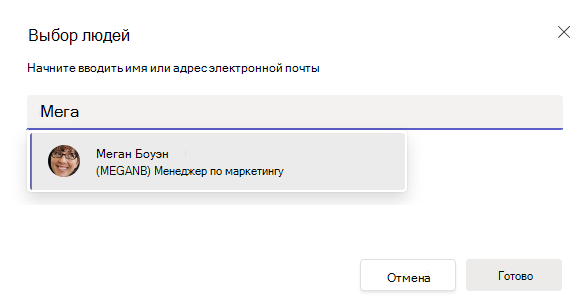 Выбор людей
Начните вводить имя или адрес электронной почты
Мега
Меган Боуэн
(MEGANB) Менеджер по маркетингу
Отмена
Готово